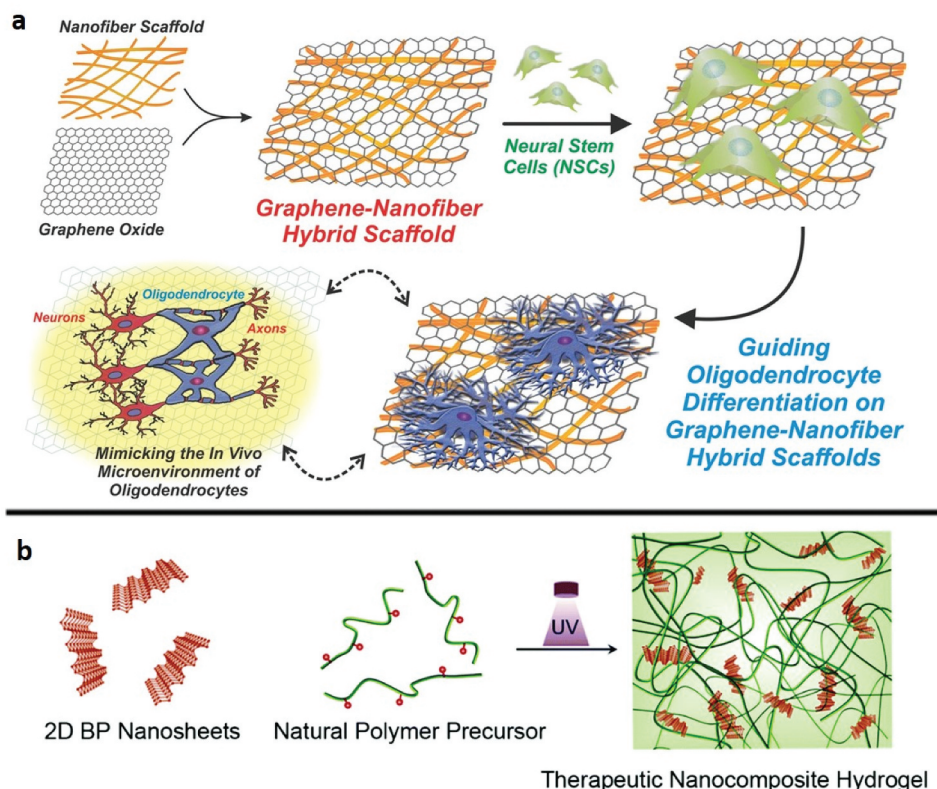 a
Nanofiber Scaffold
Graphene Oxide
Graphene-Nanofiber
Hybrid Scaffold
Neural Stem
Cells (NSCs)
Neurons
Oligodendrocyte
Axons
Mimicking the In Vivo
Microenvironment of
Oligodendrocytes
Guiding
Oligodendrocyte
Differentiation on
Graphene-Nanofiber
Hybrid Scaffolds
b
2D BP Nanosheets
Natural Polymer Precursor
UV
Therapeutic Nanocomposite Hydrogel